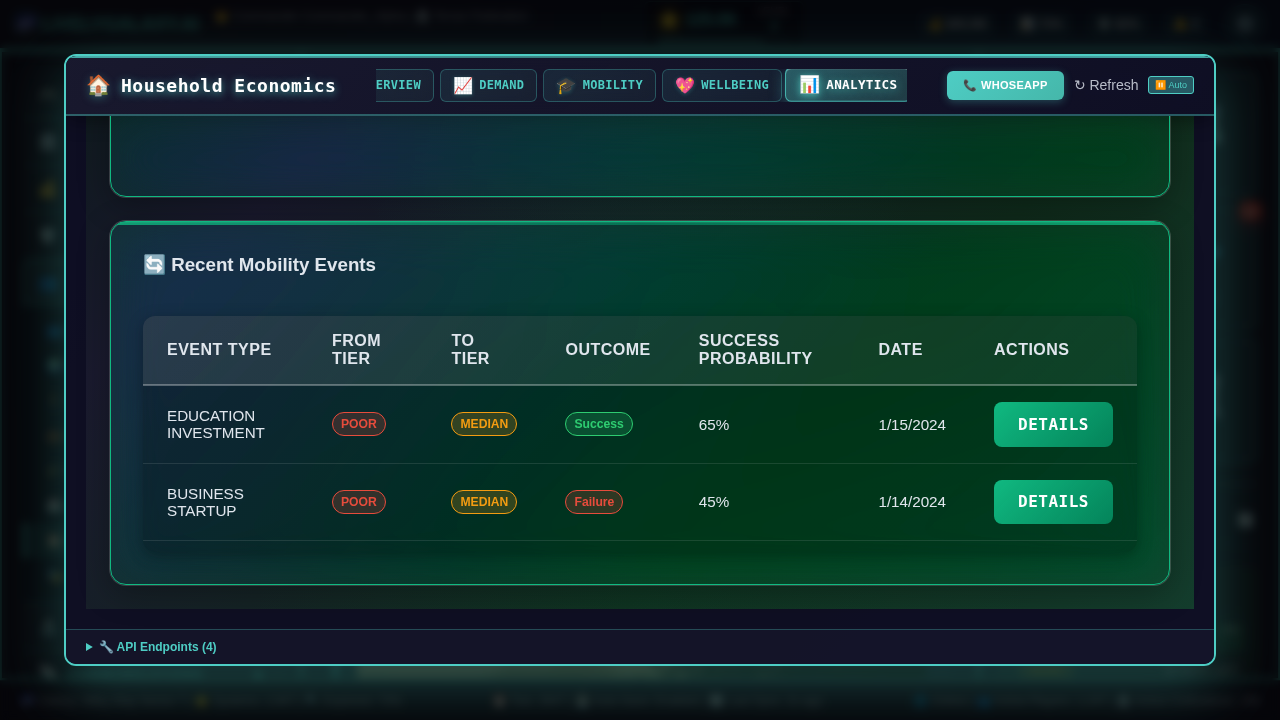 🏠 Household Economics
ERVIEW
📈 DEMAND
🎓 MOBILITY
💖 WELLBEING
📊 ANALYTICS
📞 WHOSEAPP
↻ Refresh
⏸️ Auto
🔄 Recent Mobility Events
EVENT TYPE
FROM
TIER
TO
TIER
OUTCOME
SUCCESS
PROBABILITY
DATE
ACTIONS
EDUCATION
INVESTMENT
POOR
MEDIAN
Success
65%
1/15/2024
DETAILS
BUSINESS
STARTUP
POOR
MEDIAN
Failure
45%
1/14/2024
DETAILS
▶ 🔧 API Endpoints (4)